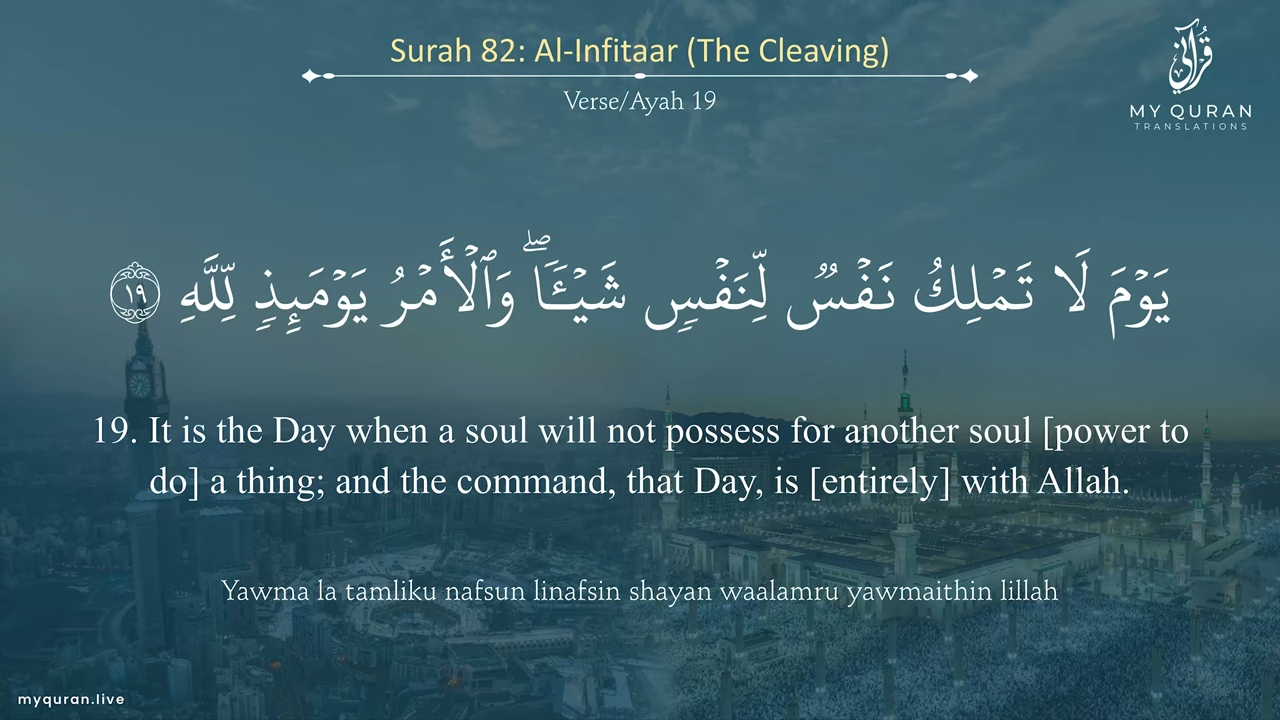 Surah 82: Al-Infitaar (The Cleaving)
Verse/Ayah 19
قرآني
MY QURAN
TRANSLATIONS
يَوْمَ لَا تَمْلِكُ نَفْسٌ لِّنَفْسٍ شَيْـًٔا ۖ وَٱلْأَمْرُ يَوْمَئِذٍ لِّلَّهِ ١٩
19. It is the Day when a soul will not possess for another soul [power to
do] a thing; and the command, that Day, is [entirely] with Allah.
Yawma la tamliku nafsun linafsin shayan waalamru yawmaithin lillah
myquran.live